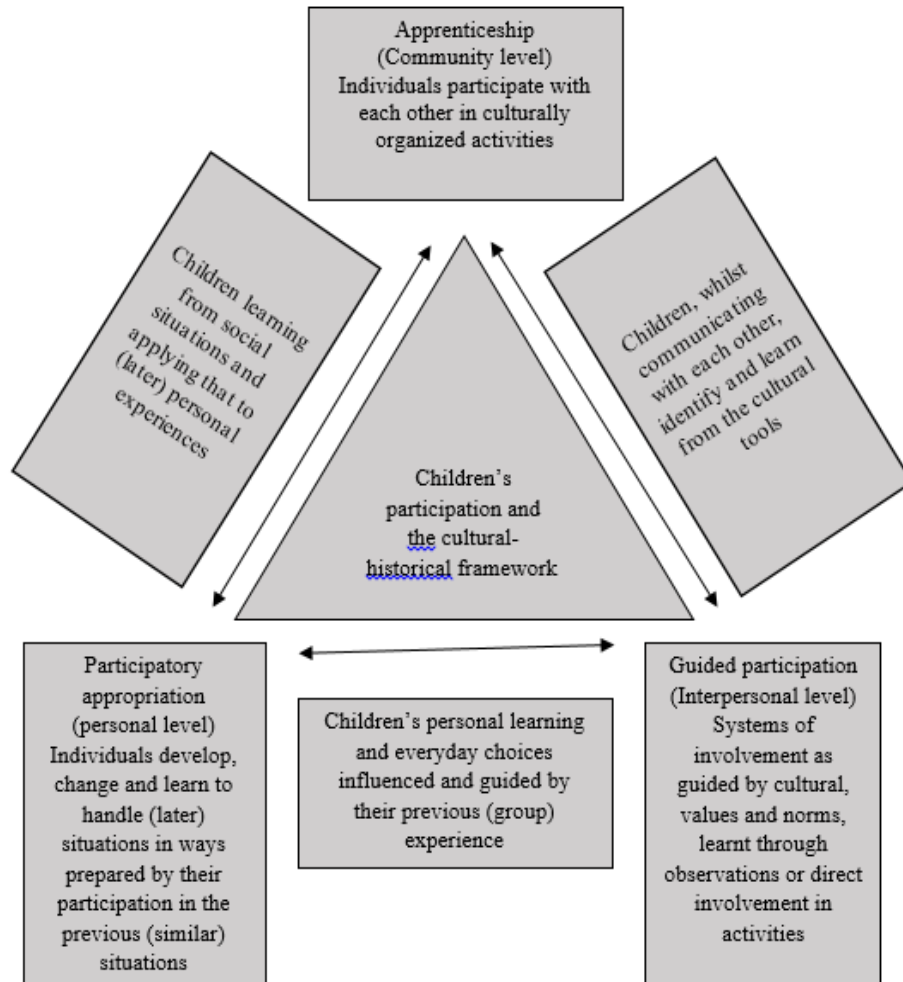 Apprenticeship
(Community level)
Individuals participate with
each other in culturally
organized activities
Children learning
from social
situations and
applying that to
(later) personal
experiences
Children, whilst
communicating
with each other,
identify and learn
from the cultural
tools
Children’s
participation and
the cultural-
historical framework
Participatory
appropriation
(personal level)
Individuals develop,
change and learn to
handle (later)
situations in ways
prepared by their
participation in the
previous (similar)
situations
Children’s personal learning
and everyday choices
influenced and guided by
their previous (group)
experience
Guided participation
(Interpersonal level)
Systems of
involvement as
guided by cultural,
values and norms,
learnt through
observations or direct
involvement in
activities